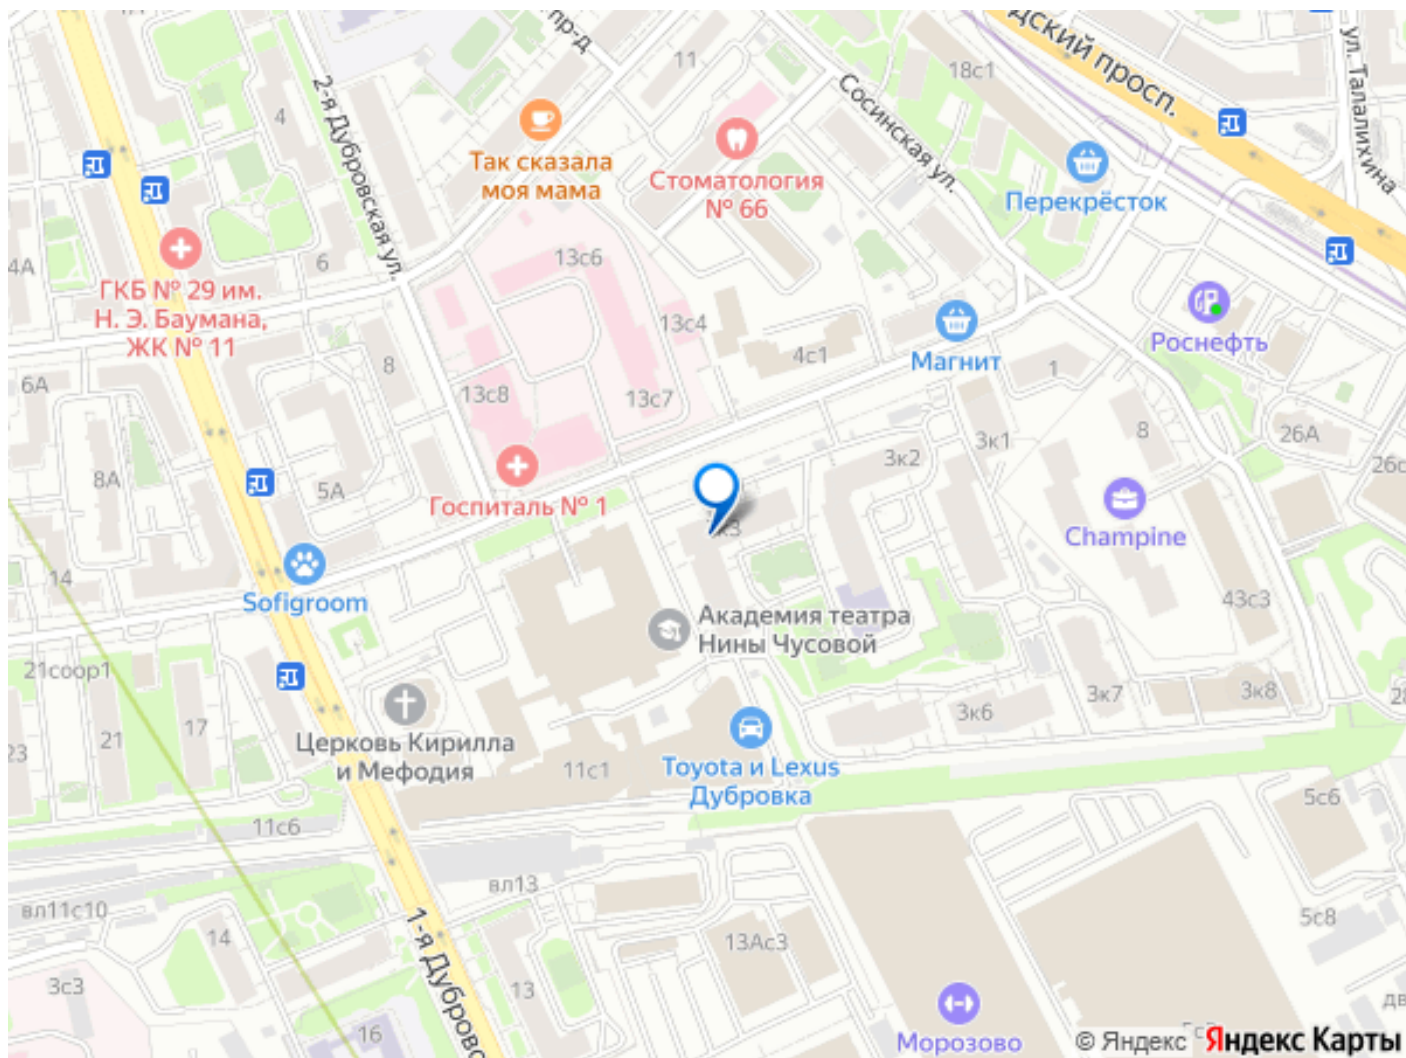 пр-д
11
18с1
дский просп.
ул. Талалихина
2-я Дубровская ул.
4
Сосинская ул.
Так сказала
моя мама
Стоматология
№ 66
Перекрёсток
4А
6
13с6
ГКБ № 29 им.
Н. Э. Баумана,
ЖК № 11
13с4
Роснефть
4с1
Магнит
1
8
6А
13с8
13с7
3к1
8
26А
3к2
8А
5А
26с
Госпиталь № 1
к3
Champine
14
Sofigroom
43с3
Академия театра
Нины Чусовой
21соор1
17
3к7
3к8
3к6
23
21
Церковь Кирилла
и Мефодия
11с1
Toyota и Lexus
Дубровка
5с6
11с6
вл13
вл11с10
14
1-я Дубровс
13Ас3
5с8
3с3
13
16
дв
Морозово
© Яндекс
Яндекс Карты